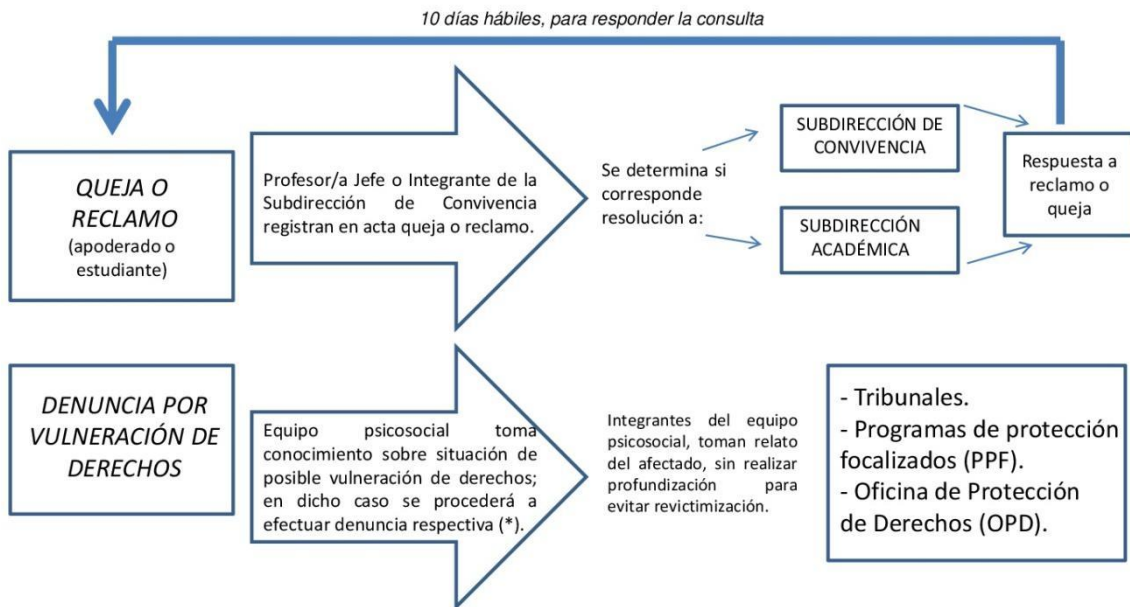 10 días hábiles, para responder la consulta
QUEJA O
RECLAMO
(apoderado o
estudiante)
Profesor/a Jefe o Integrante de la
Subdirección de Convivencia
registran en acta queja o reclamo.
Se determina si
corresponde
resolución a:
SUBDIRECCIÓN DE
CONVIVENCIA
SUBDIRECCIÓN
ACADÉMICA
Respuesta a
reclamo o
queja
DENUNCIA POR
VULNERACIÓN DE
DERECHOS
Equipo psicosocial toma
conocimiento sobre situación de
posible vulneración de derechos;
en dicho caso se procederá a
efectuar denuncia respectiva (*).
Integrantes del equipo
psicosocial, toman relato
del afectado, sin realizar
profundización para
evitar revictimización.
- Tribunales.
- Programas de protección
focalizados (PPF).
- Oficina de Protección
de Derechos (OPD).